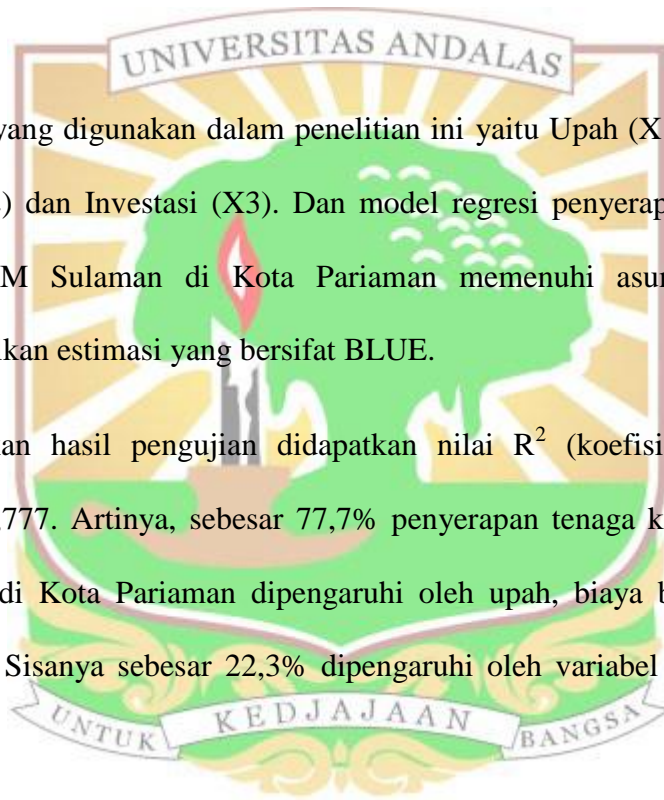 UNIVERSITAS ANDALAS
yang digunakan dalam penelitian ini yaitu Upah (X
) dan Investasi (X3). Dan model regresi penyerap
M Sulaman di Kota Pariaman memenuhi asur
kan estimasi yang bersifat BLUE.
an hasil pengujian didapatkan nilai R² (koefisi
,777. Artinya, sebesar 77,7% penyerapan tenaga k
di Kota Pariaman dipengaruhi oleh upah, biaya b
Sisanya sebesar 22,3% dipengaruhi oleh variabel
UNTUK KEDJAJAAN BANGSA